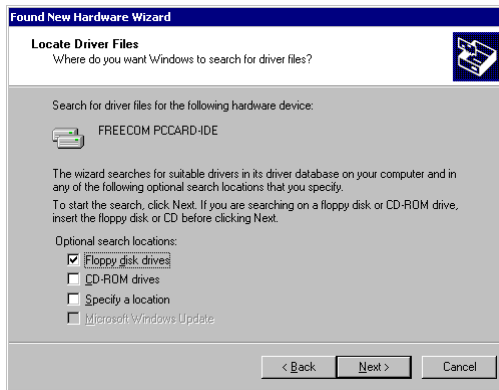 Found New Hardware Wizard
Locate Driver Files
Where do you want Windows to search for driver files?
Search for driver files for the following hardware device:
FREECOM PCCARD-IDE
The wizard searches for suitable drivers in its driver database on your computer and in
any of the following optional search locations that you specify.
To start the search, click Next. If you are searching on a floppy disk or CD-ROM drive,
insert the floppy disk or CD before clicking Next.
Optional search locations:
Floppy disk drives
CD-ROM drives
Specify a location
Microsoft Windows Update
< Back Next > Cancel